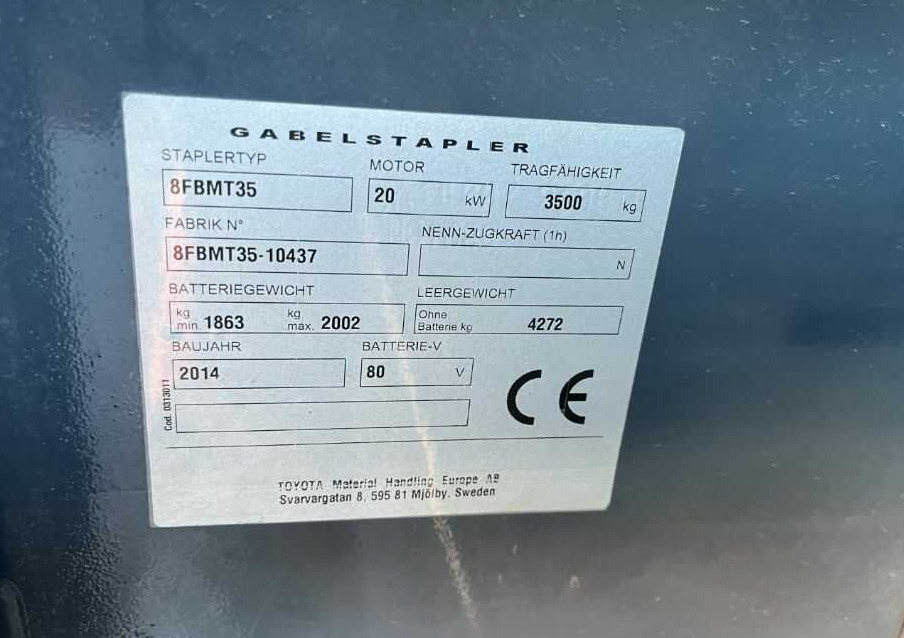 GABELSTAPLER
STAPLERTYP MOTOR TRAGFÄHIGKEIT
8FBMT35 20 kW 3500 kg
FABRIK N° NENN-ZUGKRAFT (1h)
8FBMT35-10437 N
BATTERIEGEWICHT LEERGEWICHT
kg min. 1863 kg max. 2002 Ohne Batterie kg 4272
BAUJAHR BATTERIE-V
2014 80 V
CE
Cod. 0313011
TOYOTA Material Handling Europe AB
Svarvargatan 8, 595 81 Mjölby, Sweden